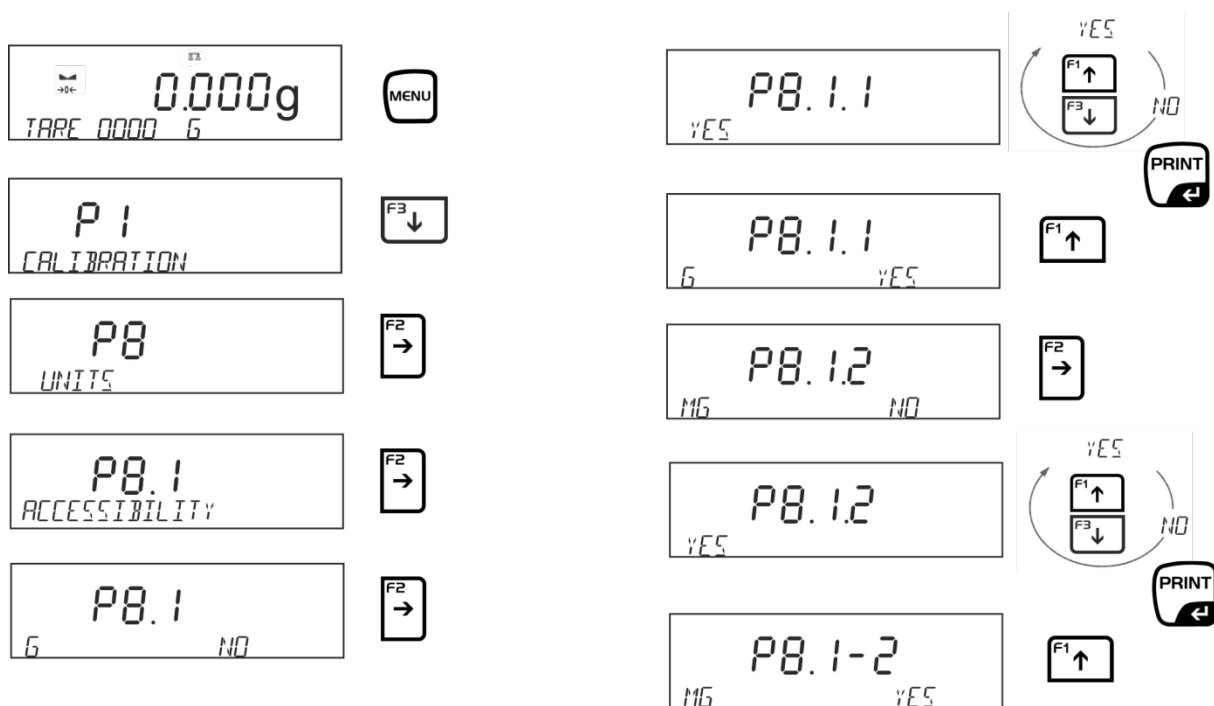 →0← 0.000g
TARE 0000 G
MENU
P1
CALIBRATION
F3 ↓
P8
UNITS
F2 →
P8.1
ACCESSIBILITY
F2 →
P8.1
G NO
F2 →
P8.1.1
YES
YES
F1 ↑
F3 ↓
NO
PRINT
P8.1.1
G YES
F1 ↑
P8.1.2
MG NO
F2 →
P8.1.2
YES
YES
F1 ↑
F3 ↓
NO
PRINT
P8.1-2
MG YES
F1 ↑